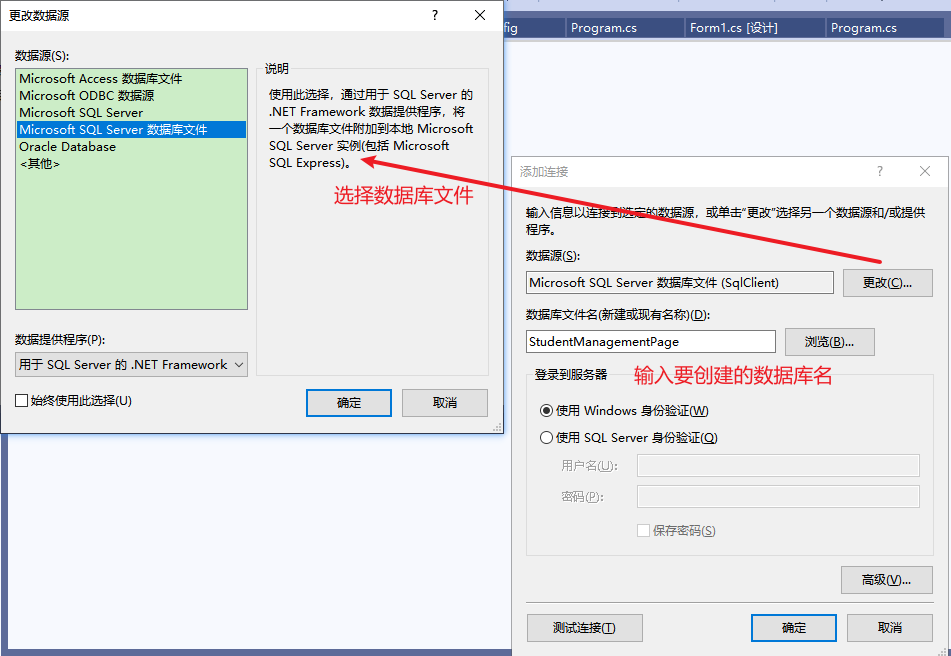 更改数据源
数据源(S):
Microsoft Access 数据库文件
Microsoft ODBC 数据源
Microsoft SQL Server
Microsoft SQL Server 数据库文件
Oracle Database
<其他>
说明
使用此选择，通过用于 SQL Server 的
.NET Framework 数据提供程序，将
一个数据库文件附加到本地 Microsoft
SQL Server 实例(包括 Microsoft
SQL Express)。
选择数据库文件
数据提供程序(P):
用于 SQL Server 的 .NET Framework
始终使用此选择(U)
确定
取消
fig
Program.cs
Form1.cs [设计]
Program.cs
添加连接
输入信息以连接到选定的数据源，或单击“更改”选择另一个数据源和/或提供
程序。
数据源(S):
Microsoft SQL Server 数据库文件 (SqlClient)
更改(C)...
数据库文件名(新建或现有名称)(D):
StudentManagementPage
浏览(B)...
登录到服务器
输入要创建的数据库名
使用 Windows 身份验证(W)
使用 SQL Server 身份验证(Q)
用户名(U):
密码(P):
保存密码(S)
高级(V)...
测试连接(T)
确定
取消